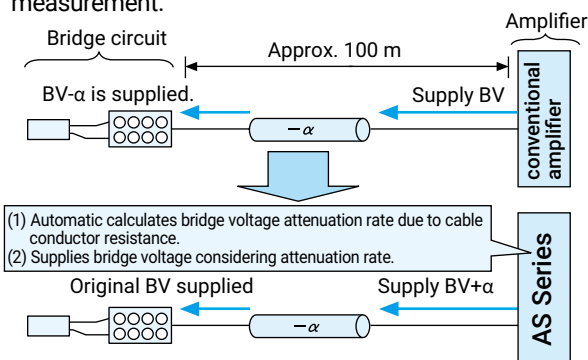 measurement.
Amplifier
Bridge circuit
Approx. 100 m
BV-α is supplied.
Supply BV
−α
conventional
amplifier
(1) Automatic calculates bridge voltage attenuation rate due to cable
conductor resistance.
(2) Supplies bridge voltage considering attenuation rate.
Original BV supplied
Supply BV+α
−α
AS Series